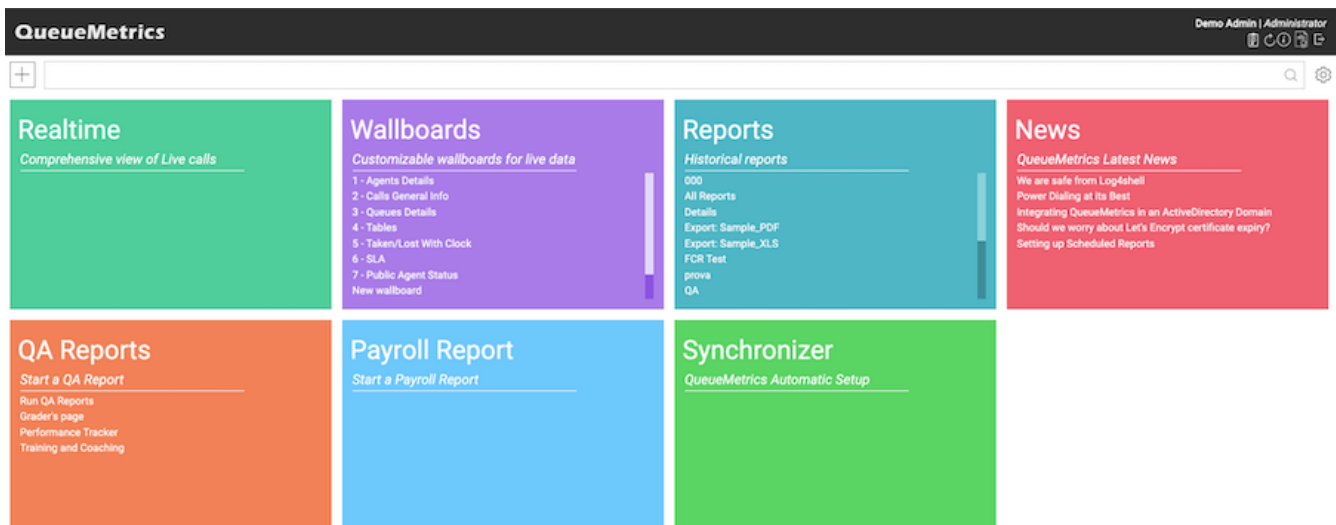 QueueMetrics
Demo Admin | Administrator
Realtime
Comprehensive view of Live calls
Wallboards
Customizable wallboards for live data
1 - Agents Details
2 - Calls General Info
3 - Queues Details
4 - Tables
5 - Taken/Lost With Clock
6 - SLA
7 - Public Agent Status
New wallboard
Reports
Historical reports
000
All Reports
Details
Export: Sample_PDF
Export: Sample_XLS
FCR Test
prova
QA
News
QueueMetrics Latest News
We are safe from Log4shell
Power Dialing at its Best
Integrating QueueMetrics in an ActiveDirectory Domain
Should we worry about Let's Encrypt certificate expiry?
Setting up Scheduled Reports
QA Reports
Start a QA Report
Run QA Reports
Grader's page
Performance Tracker
Training and Coaching
Payroll Report
Start a Payroll Report
Synchronizer
QueueMetrics Automatic Setup